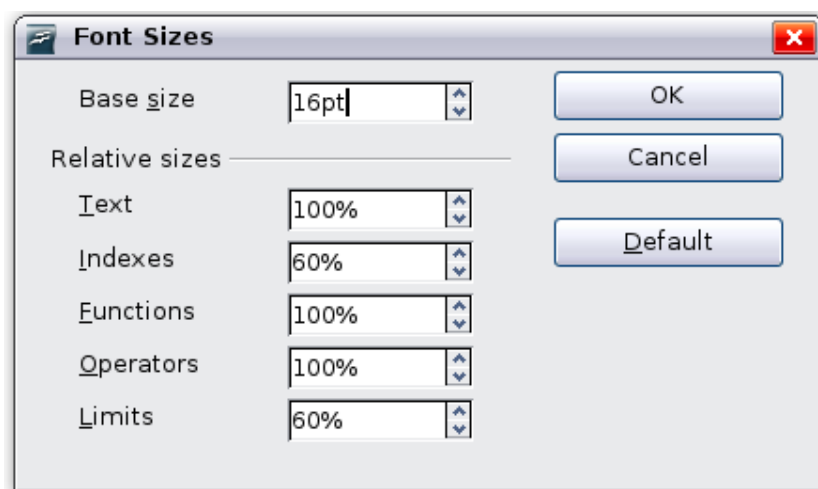 Font Sizes
Base size 16pt OK
Relative sizes Cancel
Text 100%
Default
Indexes 60%
Functions 100%
Operators 100%
Limits 60%